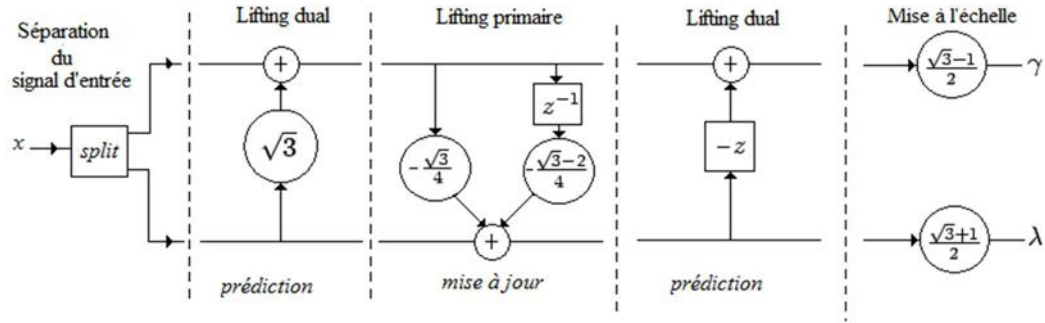 Séparation
du
signal d'entrée
x
split
Lifting dual
+
√3
prédiction
Lifting primaire
z⁻¹
-√3/4
-√3-2/4
+
mise à jour
Lifting dual
+
-z
prédiction
Mise à l'échelle
√3-1/2
γ
√3+1/2
λ